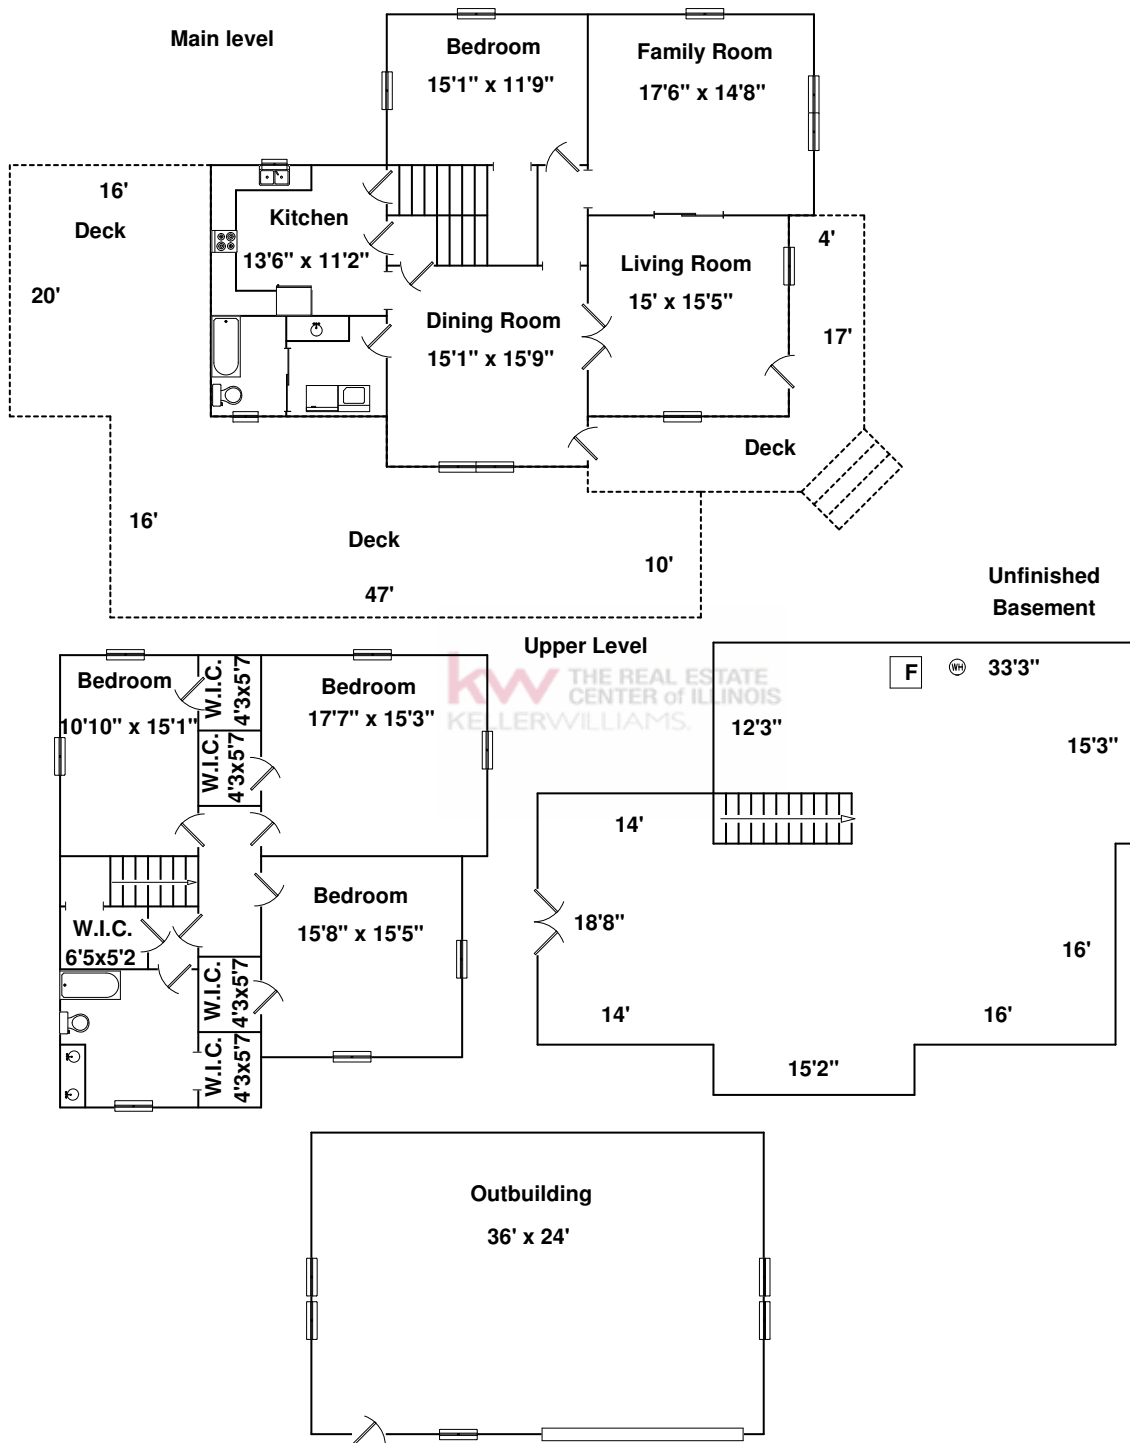 Main level
Bedroom
15'1" x 11'9"
Family Room
17'6" x 14'8"
16'
Deck
20'
Kitchen
13'6" x 11'2"
Living Room
15' x 15'5"
4'
17'
Dining Room
15'1" x 15'9"
Deck
16'
Deck
47'
10'
Unfinished
Basement
Upper Level
kw THE REAL ESTATE
CENTER of ILLINOIS
KELLERWILLIAMS.
Bedroom
10'10" x 15'1"
W.I.C.
4'3x5'7
Bedroom
17'7" x 15'3"
W.I.C.
4'3x5'7
Bedroom
15'8" x 15'5"
W.I.C.
6'5x5'2
W.I.C.
4'3x5'7
W.I.C.
4'3x5'7
F
WH
33'3"
12'3"
15'3"
14'
18'8"
16'
14'
16'
15'2"
Outbuilding
36' x 24'